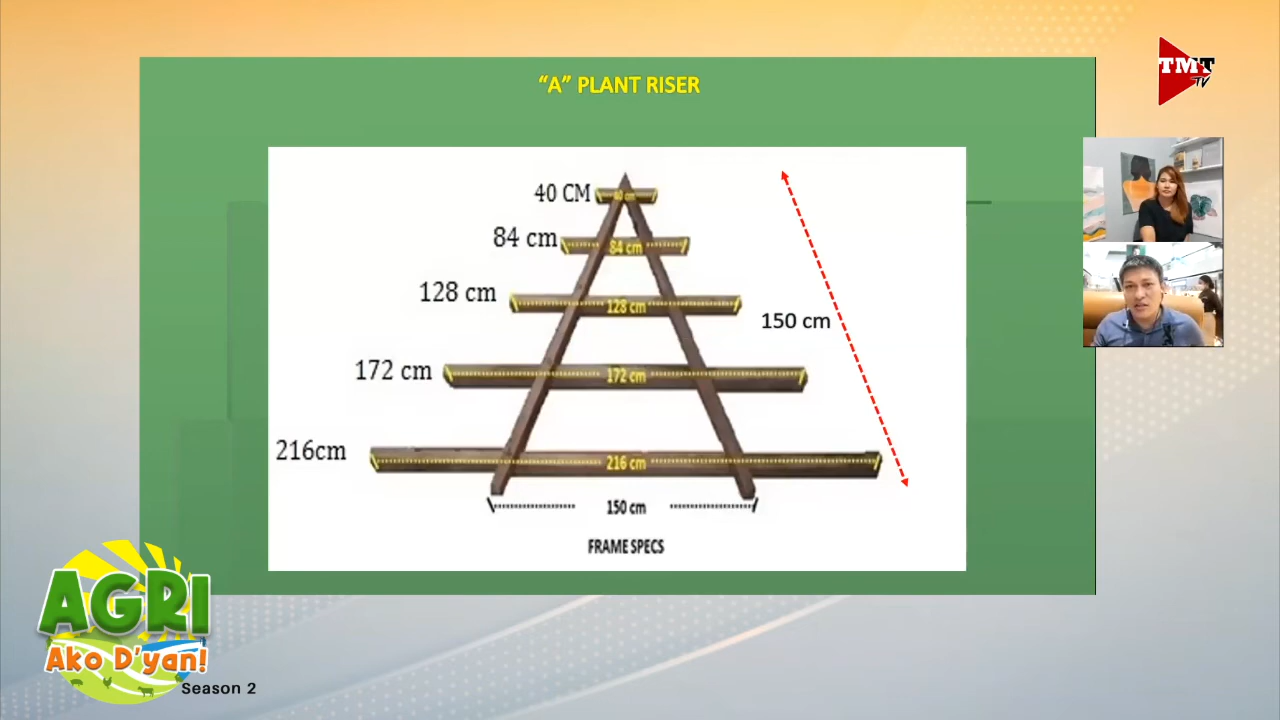 "A" PLANT RISER
TMT
TV
40 CM
40 cm
84 cm
84 cm
128 cm
128 cm
150 cm
172 cm
172 cm
216cm
216 cm
150 cm
FRAME SPECS
AGRI
Ako D'yan!
Season 2